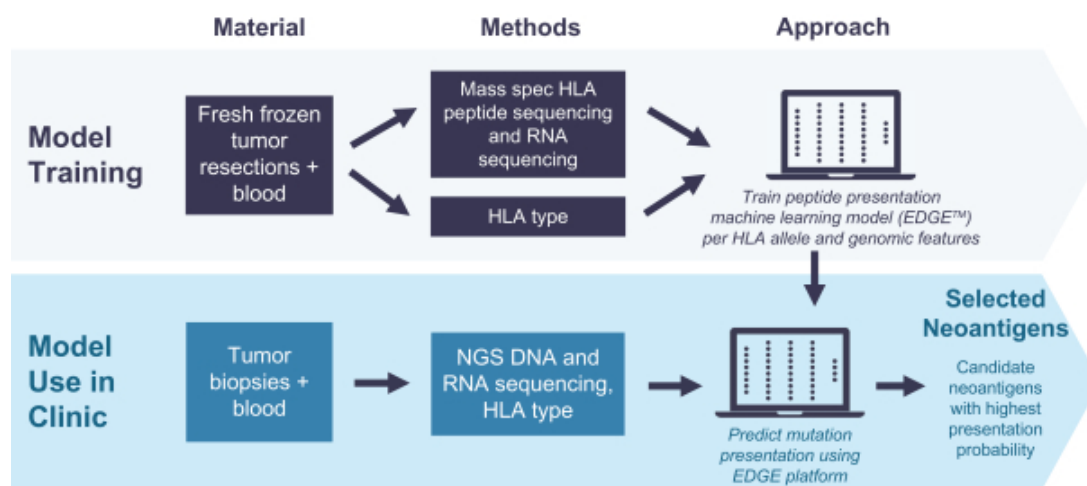 Material
Methods
Approach
Model
Training
Fresh frozen
tumor
resections +
blood
Mass spec HLA
peptide sequencing
and RNA
sequencing
HLA type
Train peptide presentation
machine learning model (EDGE™)
per HLA allele and genomic features
Model
Use in
Clinic
Tumor
biopsies +
blood
NGS DNA and
RNA sequencing,
HLA type
Predict mutation
presentation using
EDGE platform
Selected
Neoantigens
Candidate
neoantigens
with highest
presentation
probability